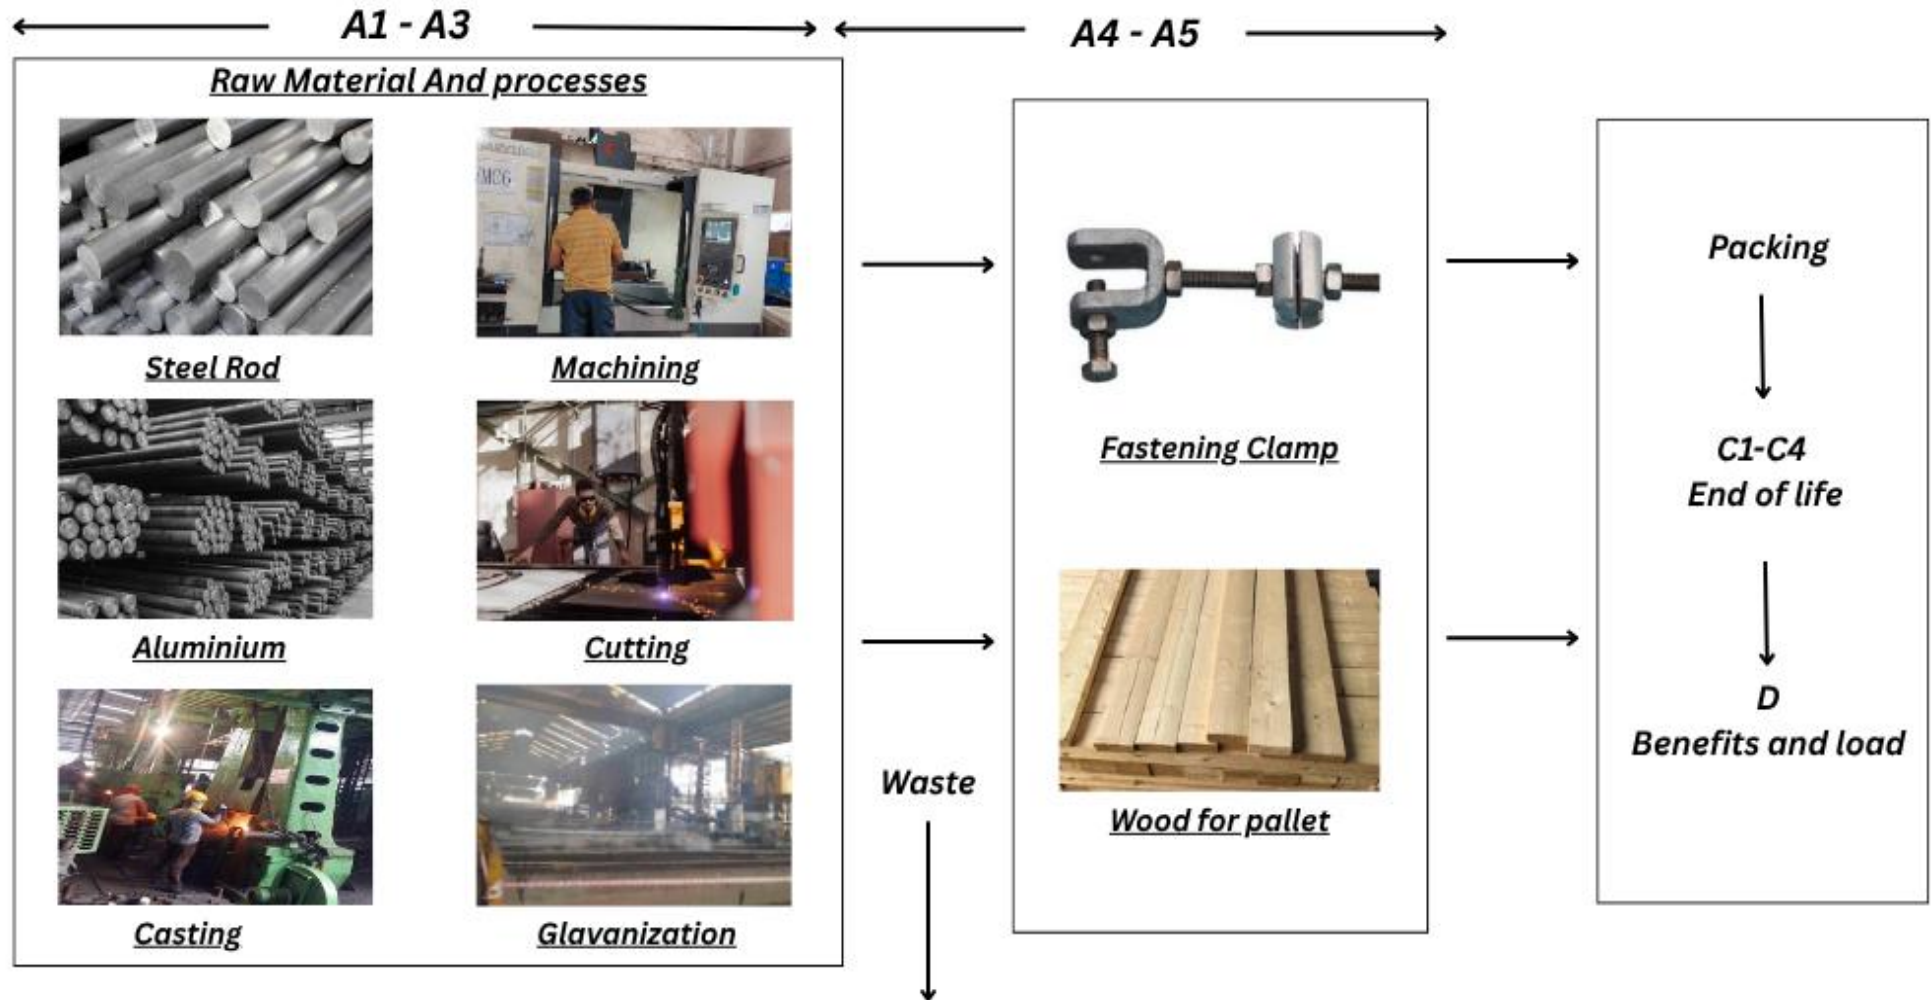 A1 - A3
A4 - A5
Raw Material And processes
Steel Rod
Machining
Aluminium
Cutting
Casting
Glavanization
Waste
Fastening Clamp
Wood for pallet
Packing
C1-C4
End of life
D
Benefits and load